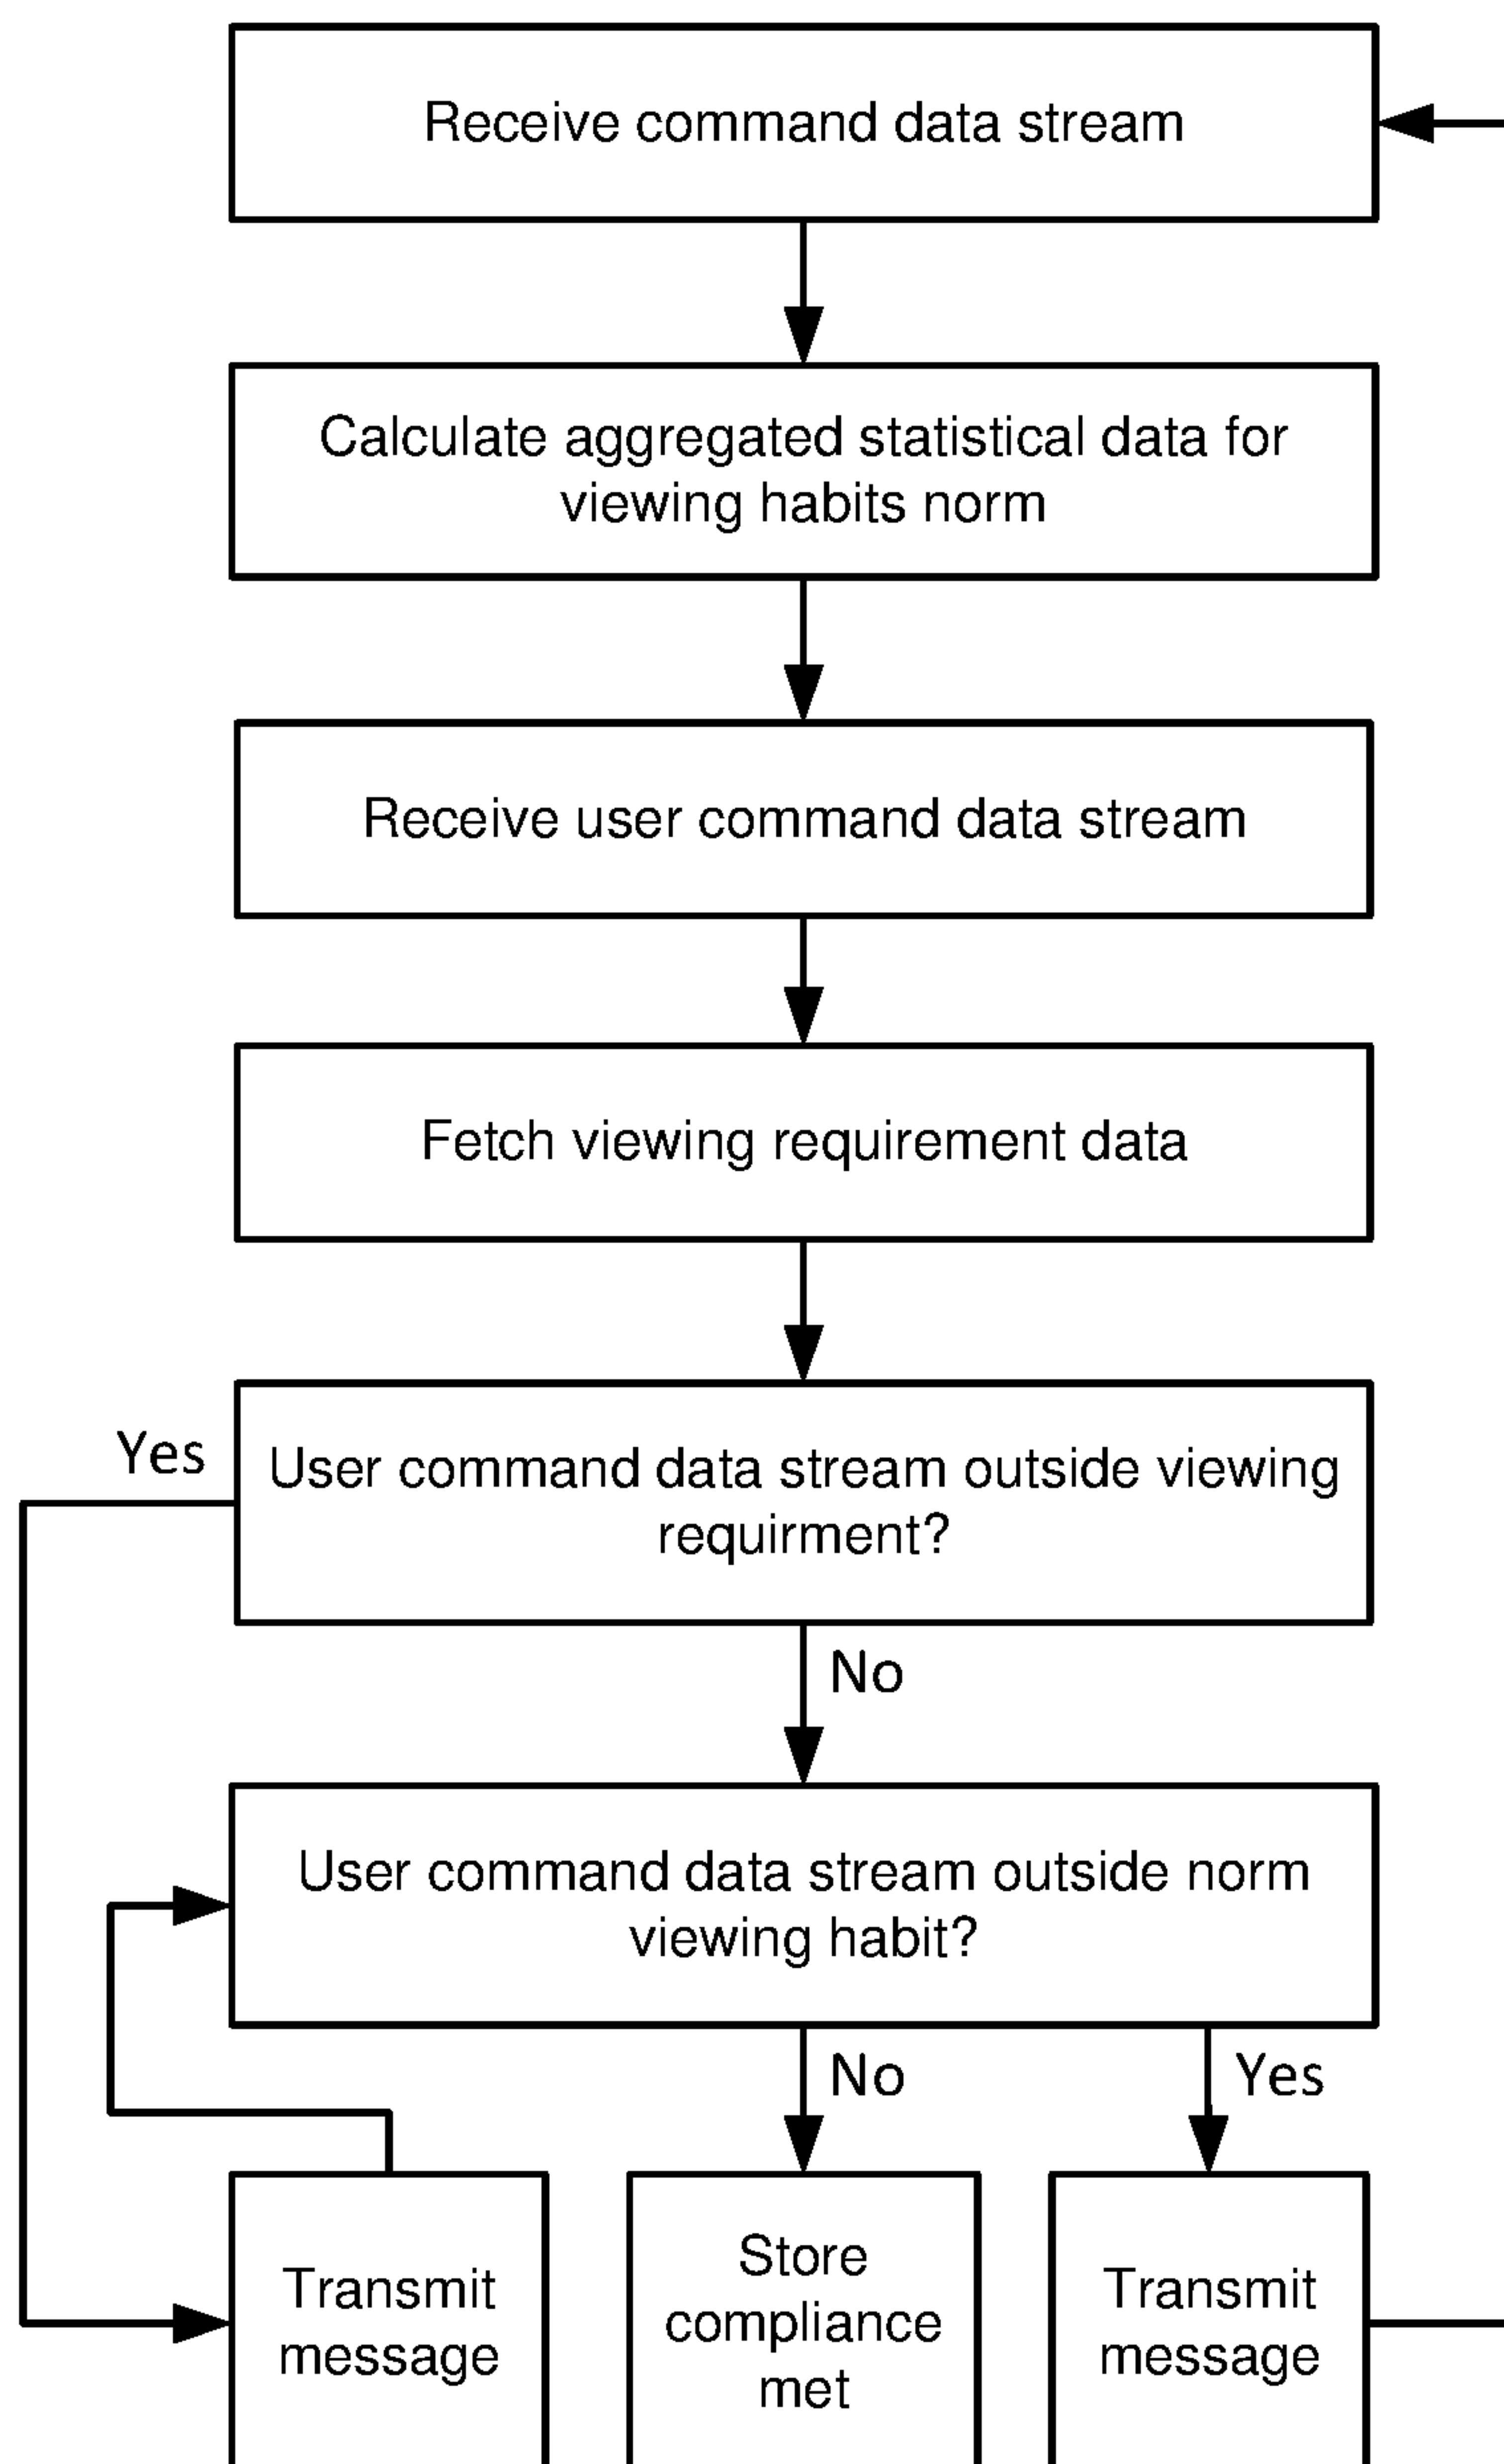 Receive command data stream
Calculate aggregated statistical data for
viewing habits norm
Receive user command data stream
Fetch viewing requirement data
Yes
User command data stream outside viewing
requirment?
No
User command data stream outside norm
viewing habit?
No
Yes
Transmit
message
Store
compliance
met
Transmit
message